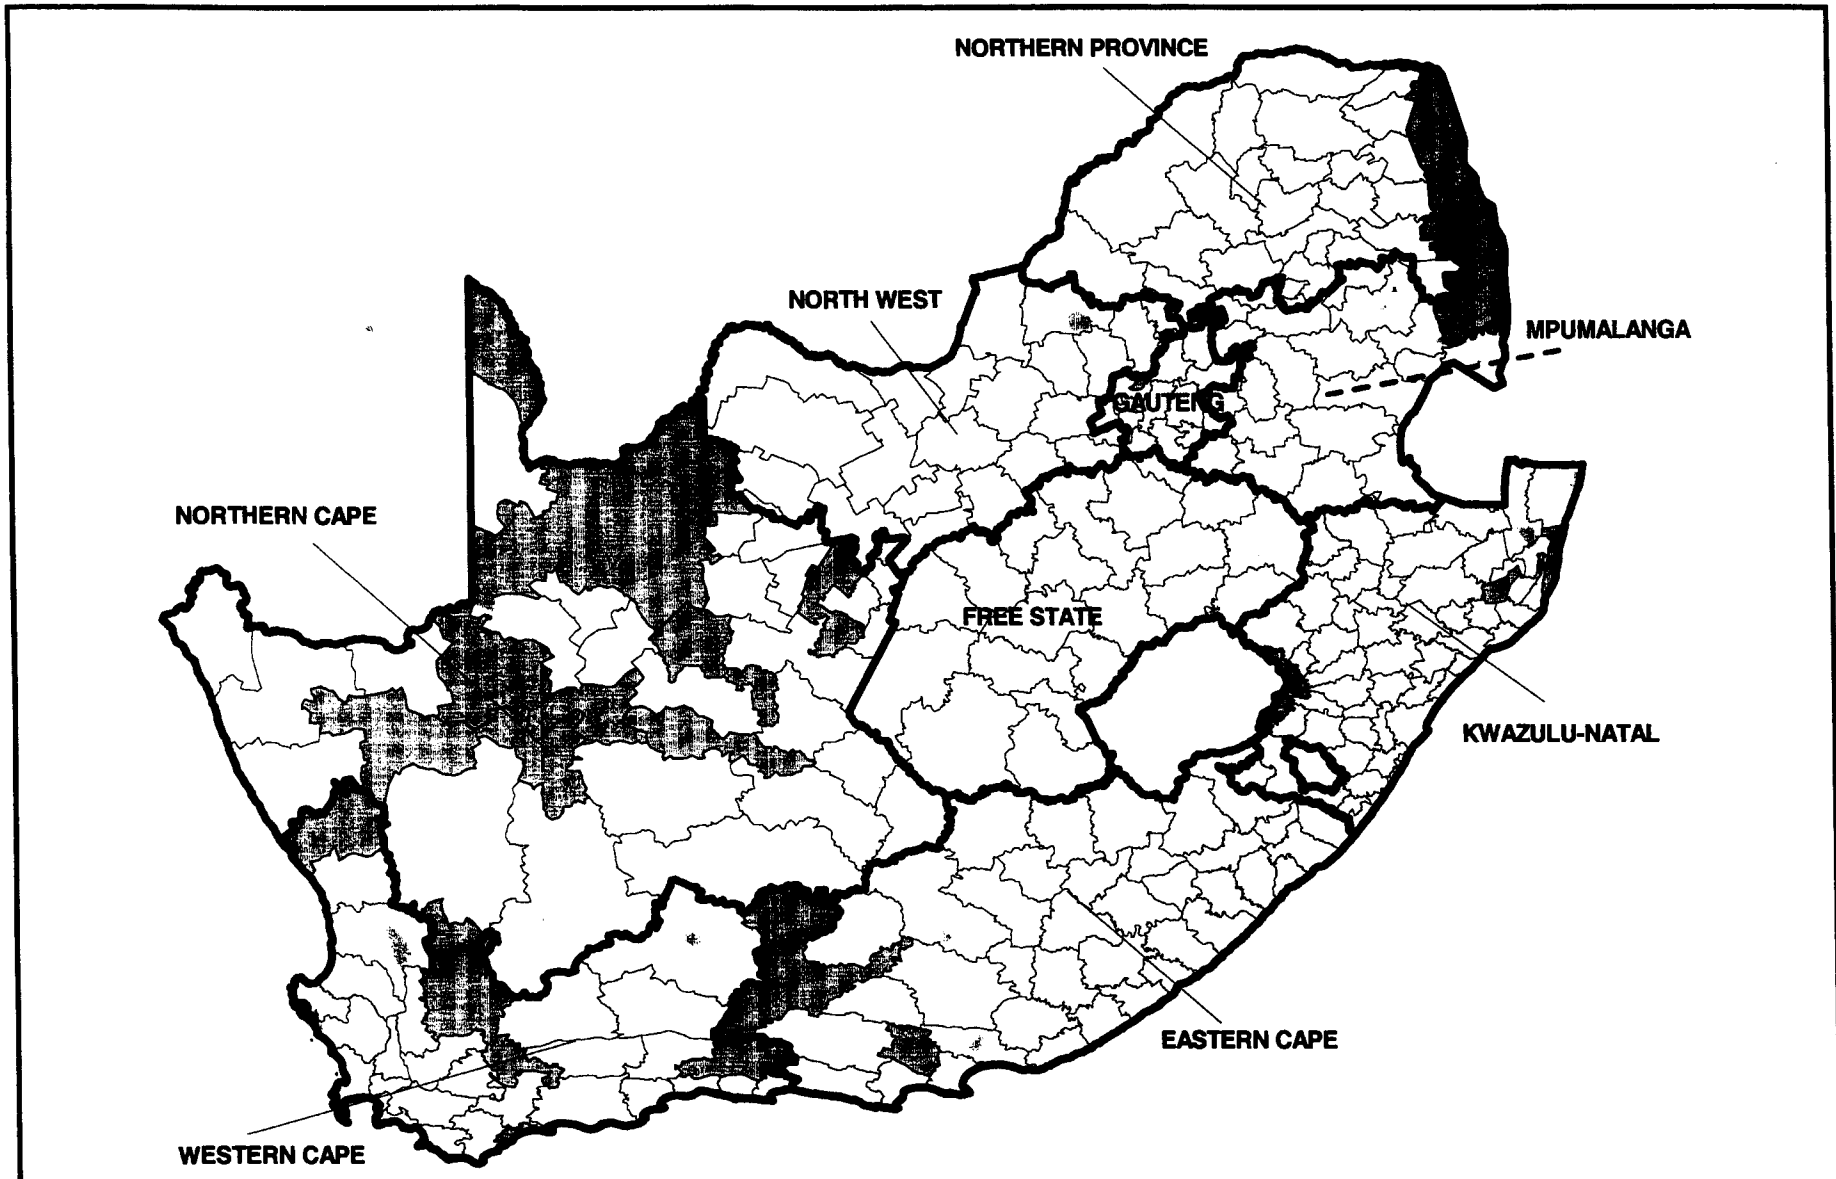 NORTHERN PROVINCE
NORTH WEST
MPUMALANGA
GAUTENG
NORTHERN CAPE
FREE STATE
KWAZULU-NATAL
EASTERN CAPE
WESTERN CAPE